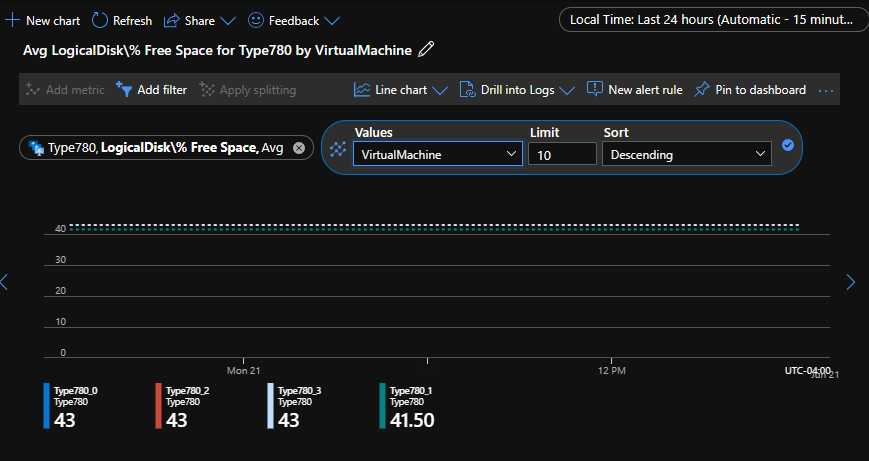 New chart Refresh Share Feedback Local Time: Last 24 hours (Automatic - 15 minut...
Avg LogicalDisk\% Free Space for Type780 by VirtualMachine
Add metric Add filter Apply splitting Line chart Drill into Logs New alert rule Pin to dashboard ...
Values Limit Sort
Type780, LogicalDisk\% Free Space, Avg VirtualMachine 10 Descending
40
30
20
10
0
Mon 21 12 PM UTC-04:00 Jun 21
Type780_0 Type780_2 Type780_3 Type780_1
Type780 Type780 Type780 Type780
43 43 43 41.50